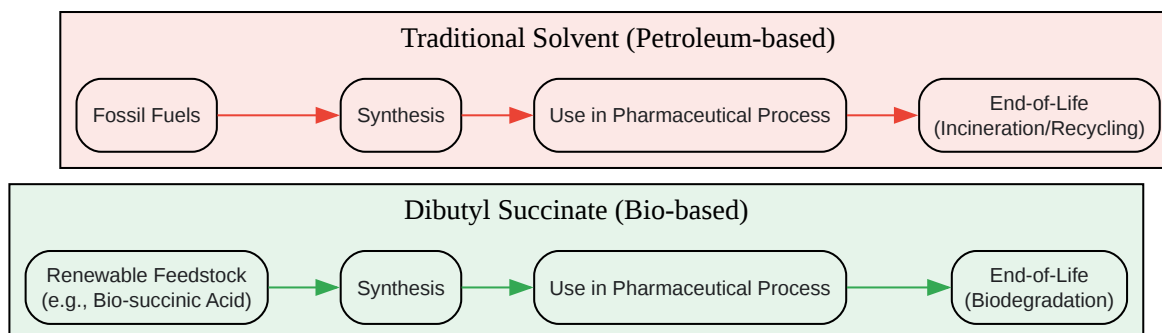 Traditional Solvent (Petroleum-based)
Fossil Fuels
Synthesis
Use in Pharmaceutical Process
End-of-Life
(Incineration/Recycling)
Dibutyl Succinate (Bio-based)
Renewable Feedstock
(e.g., Bio-succinic Acid)
Synthesis
Use in Pharmaceutical Process
End-of-Life
(Biodegradation)